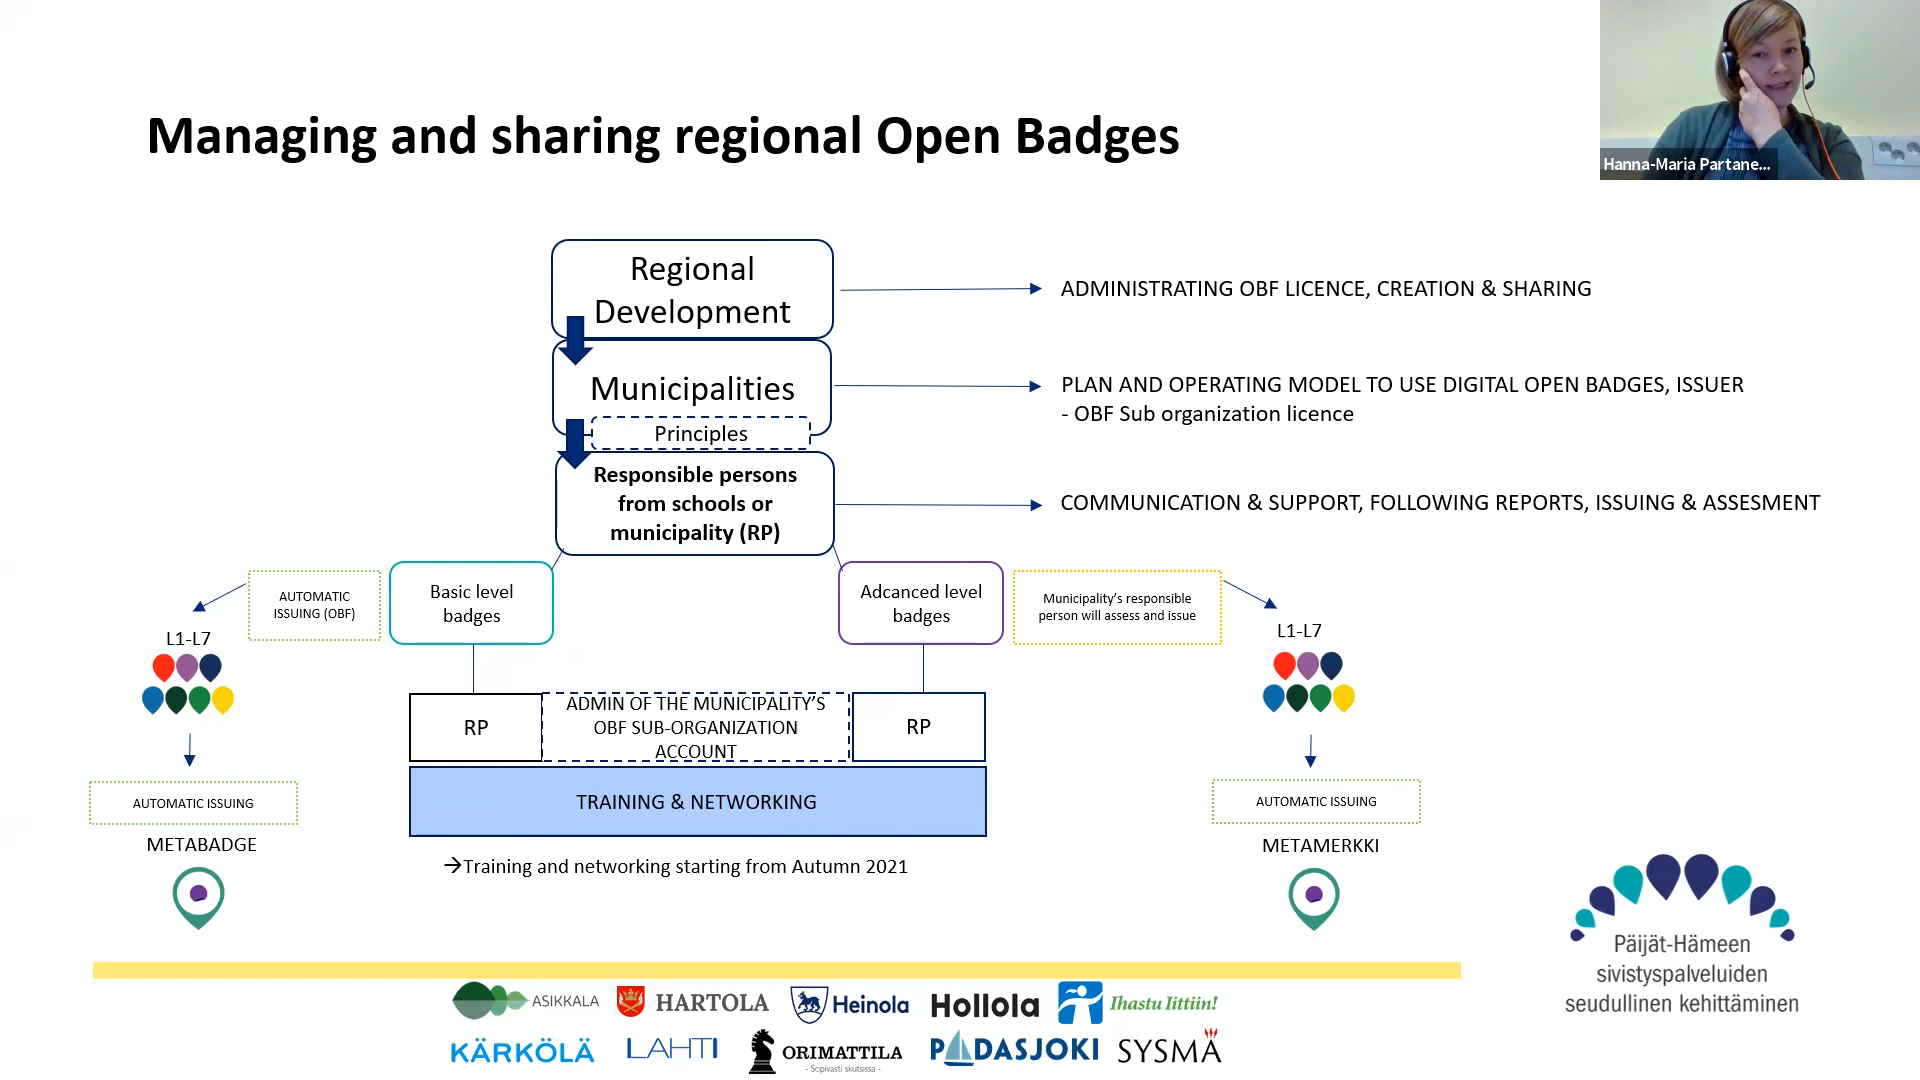 Managing and sharing regional Open Badges
Hanna-Maria Partane...
Regional
Development
ADMINISTRATING OBF LICENCE, CREATION & SHARING
Municipalities
PLAN AND OPERATING MODEL TO USE DIGITAL OPEN BADGES, ISSUER
- OBF Sub organization licence
Principles
Responsible persons
from schools or
municipality (RP)
COMMUNICATION & SUPPORT, FOLLOWING REPORTS, ISSUING & ASSESMENT
AUTOMATIC
ISSUING (OBF)
Basic level
badges
Adcanced level
badges
Municipality's responsible
person will assess and issue
L1-L7
L1-L7
RP
ADMIN OF THE MUNICIPALITY'S
OBF SUB-ORGANIZATION
ACCOUNT
RP
AUTOMATIC ISSUING
TRAINING & NETWORKING
AUTOMATIC ISSUING
METABADGE
METAMERKKI
→Training and networking starting from Autumn 2021
Päijät-Hämeen
sivistyspalveluiden
seudullinen kehittäminen
ASIKKALA
HARTOLA
Heinola
Hollola
Ihastu Iittiin!
KÄRKÖLÄ
LAHTI
ORIMATTILA
- Sopivasti skutsissa -
PADASJOKI
SYSMÄ